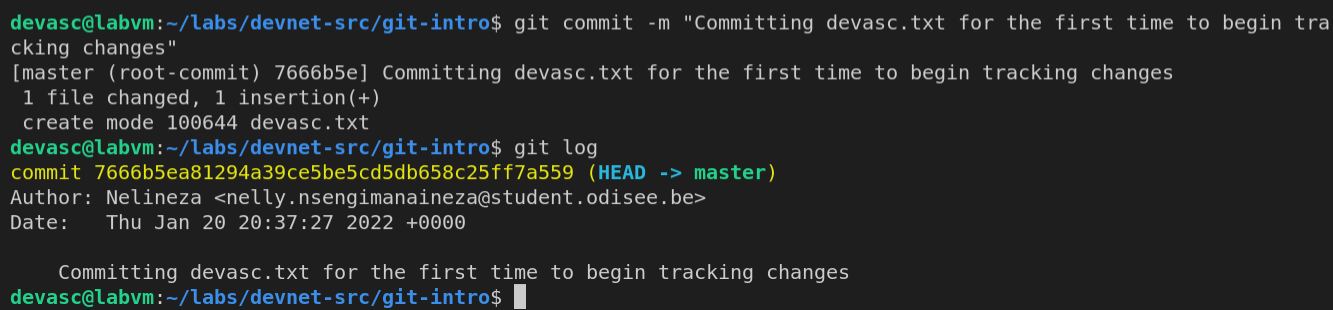 devasc@labvm:~/labs/devnet-src/git-intro$ git commit -m "Committing devasc.txt for the first time to begin tra
cking changes"
[master (root-commit) 7666b5e] Committing devasc.txt for the first time to begin tracking changes
 1 file changed, 1 insertion(+)
 create mode 100644 devasc.txt
devasc@labvm:~/labs/devnet-src/git-intro$ git log
commit 7666b5ea81294a39ce5be5cd5db658c25ff7a559 (HEAD -> master)
Author: Nelineza <nelly.nsengimanaineza@student.odisee.be>
Date:   Thu Jan 20 20:37:27 2022 +0000

    Committing devasc.txt for the first time to begin tracking changes
devasc@labvm:~/labs/devnet-src/git-intro$